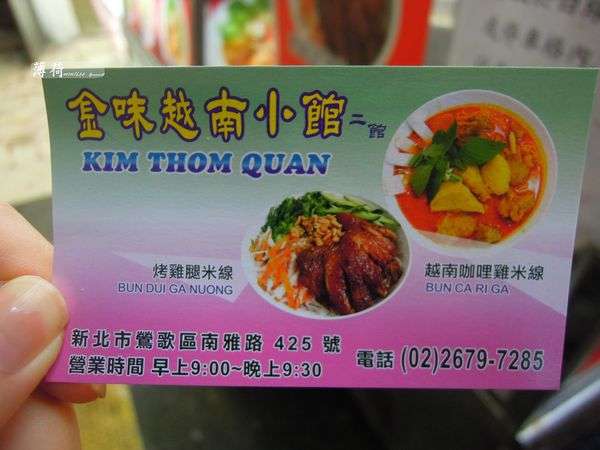 薄荷
金味越南小館二館
KIM THOM QUAN
烤雞腿米線
BUN DUI GA NUONG
越南咖哩雞米線
BUN CA RI GA
新北市鶯歌區南雅路 425 號
營業時間 早上9:00~晚上9:30
電話 (02)2679-7285